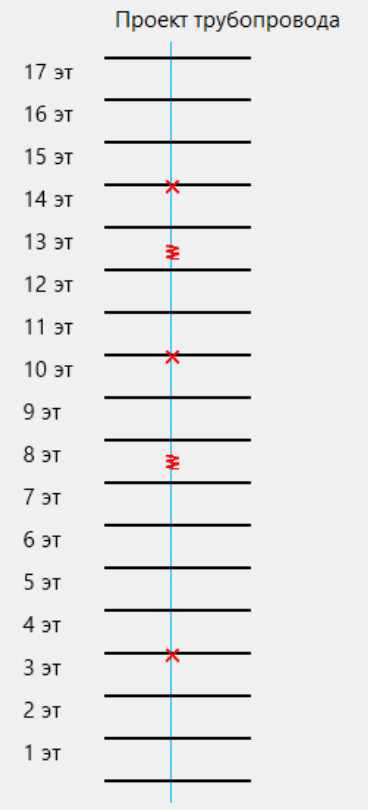 Проект трубопровода
17 эт
16 эт
15 эт
14 эт
13 эт
12 эт
11 эт
10 эт
9 эт
8 эт
7 эт
6 эт
5 эт
4 эт
3 эт
2 эт
1 эт